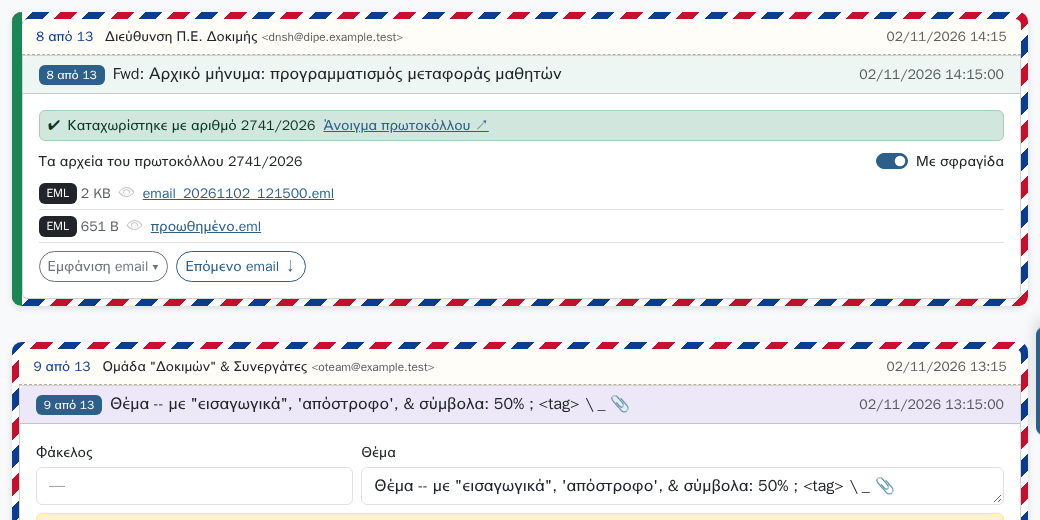 8 από 13 Διεύθυνση Π.Ε. Δοκιμής <dnsh@dipe.example.test> 02/11/2026 14:15
8 από 13 Fwd: Αρχικό μήνυμα: προγραμματισμός μεταφοράς μαθητών 02/11/2026 14:15:00
✔ Καταχωρίστηκε με αριθμό 2741/2026 Άνοιγμα πρωτοκόλλου ↗
Τα αρχεία του πρωτοκόλλου 2741/2026 Με σφραγίδα
EML 2 KB email_20261102_121500.eml
EML 651 B προωθημένο.eml
Εμφάνιση email ▾ Επόμενο email ↓
9 από 13 Ομάδα "Δοκιμών" & Συνεργάτες <oteam@example.test> 02/11/2026 13:15
9 από 13 Θέμα -- με "εισαγωγικά", 'απόστροφο', & σύμβολα: 50% ; <tag> \ _ 📎 02/11/2026 13:15:00
Φάκελος Θέμα
— Θέμα -- με "εισαγωγικά", 'απόστροφο', & σύμβολα: 50% ; <tag> \ _ 📎